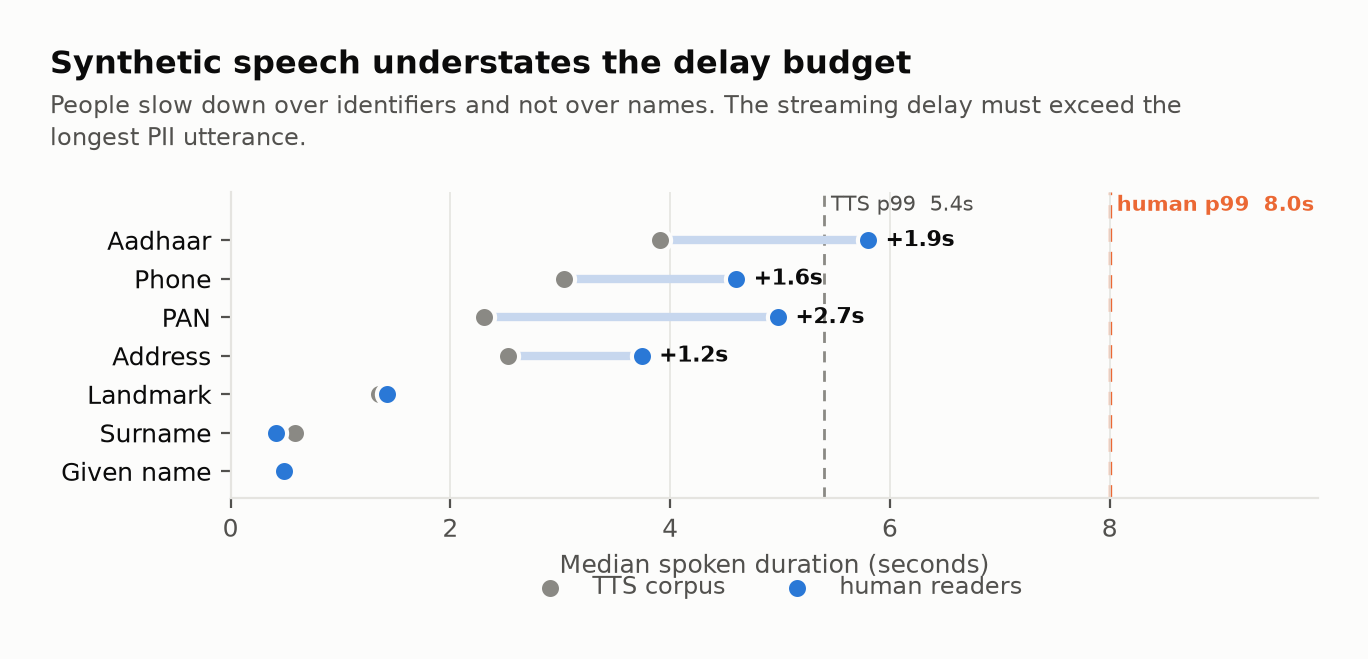 Synthetic speech understates the delay budget
People slow down over identifiers and not over names. The streaming delay must exceed the
longest PII utterance.
TTS p99  5.4s
human p99  8.0s
Aadhaar
+1.9s
Phone
+1.6s
PAN
+2.7s
Address
+1.2s
Landmark
Surname
Given name
0
2
4
6
8
Median spoken duration (seconds)
TTS corpus
human readers